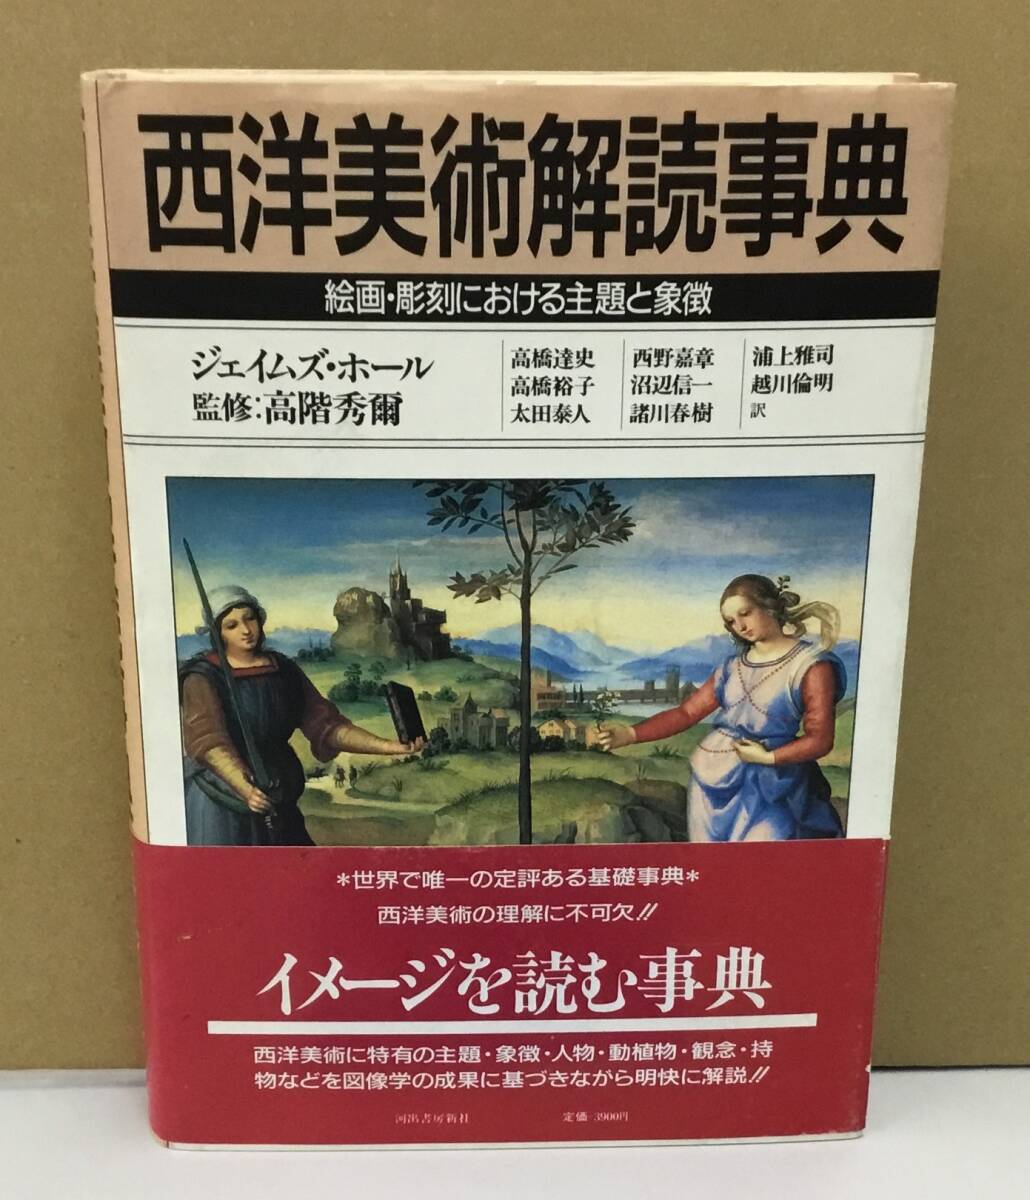 西洋美術解読事典
絵画・彫刻における主題と象徴
ジェイムズ・ホール
監修:高階秀爾
高橋達史
高橋裕子
太田泰人
西野嘉章
沼辺信一
諸川春樹
浦上雅司
越川倫明
訳
*世界で唯一の定評ある基礎事典*
西洋美術の理解に不可欠!!
イメージを読む事典
西洋美術に特有の主題・象徴・人物・動植物・観念・持
物などを図像学の成果に基づきながら明快に解説!!
河出書房新社
定価 3900円